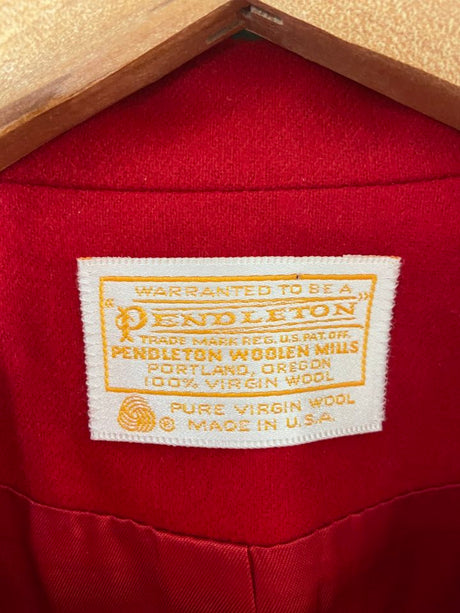 WARRANTED TO BE A
"PENDLETON"
TRADE MARK REG. U.S. PAT. OFF.
PENDLETON WOOLEN MILLS
PORTLAND, OREGON
100% VIRGIN WOOL
® PURE VIRGIN WOOL
MADE IN U.S.A.